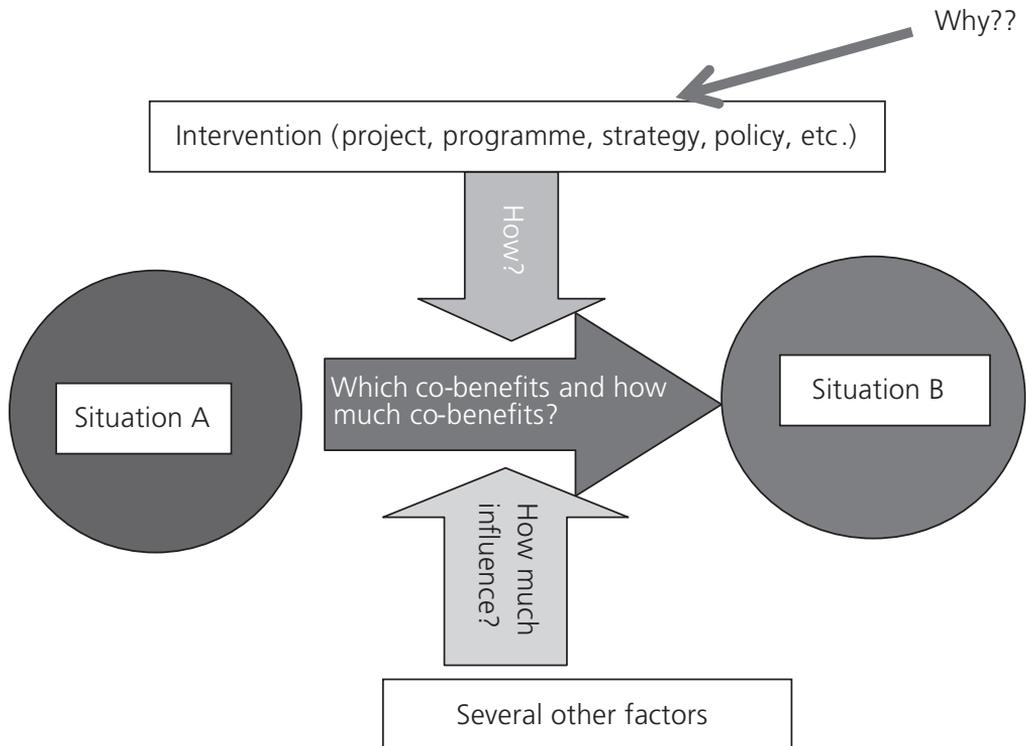 Why??
Intervention (project, programme, strategy, policy, etc.)
How?
Situation A
Which co-benefits and how
much co-benefits?
Situation B
How much
influence?
Several other factors